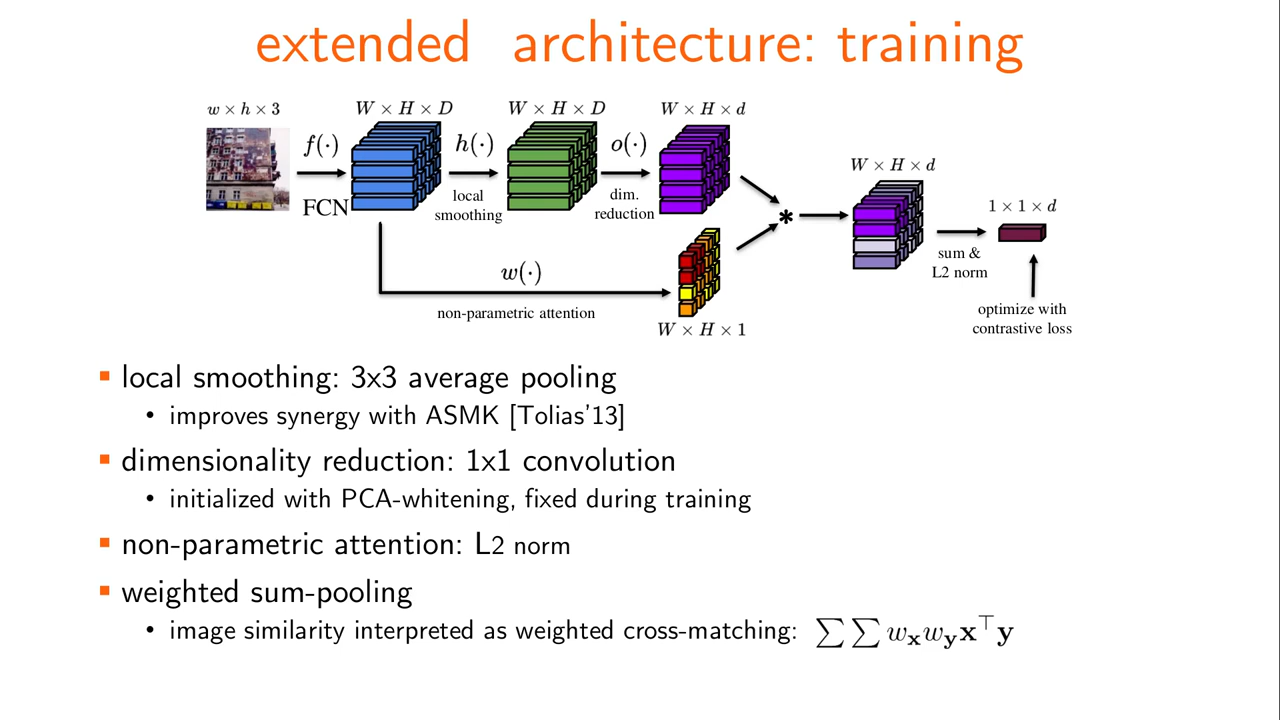 extended architecture: training
w × h × 3
W × H × D
W × H × D
W × H × d
f(·)
h(·)
o(·)
FCN
local
smoothing
dim.
reduction
W × H × d
*
1 × 1 × d
sum &
L2 norm
w(·)
non-parametric attention
W × H × 1
optimize with
contrastive loss
▪ local smoothing: 3x3 average pooling
• improves synergy with ASMK [Tolias'13]
▪ dimensionality reduction: 1x1 convolution
• initialized with PCA-whitening, fixed during training
▪ non-parametric attention: L2 norm
▪ weighted sum-pooling
• image similarity interpreted as weighted cross-matching: ∑ ∑ w_x w_y x^⊤ y